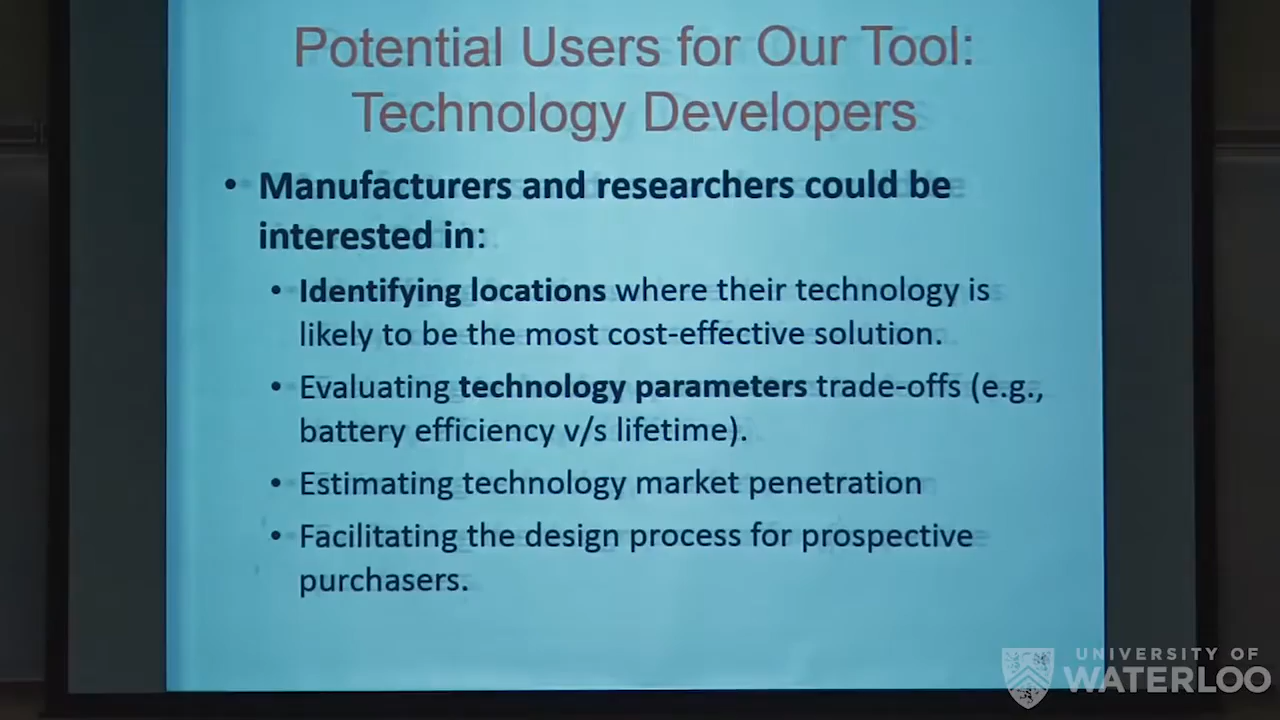 Potential Users for Our Tool:
Technology Developers
• Manufacturers and researchers could be
interested in:
• Identifying locations where their technology is
likely to be the most cost-effective solution.
• Evaluating technology parameters trade-offs (e.g.,
battery efficiency v/s lifetime).
• Estimating technology market penetration
• Facilitating the design process for prospective
purchasers.
UNIVERSITY OF
WATERLOO